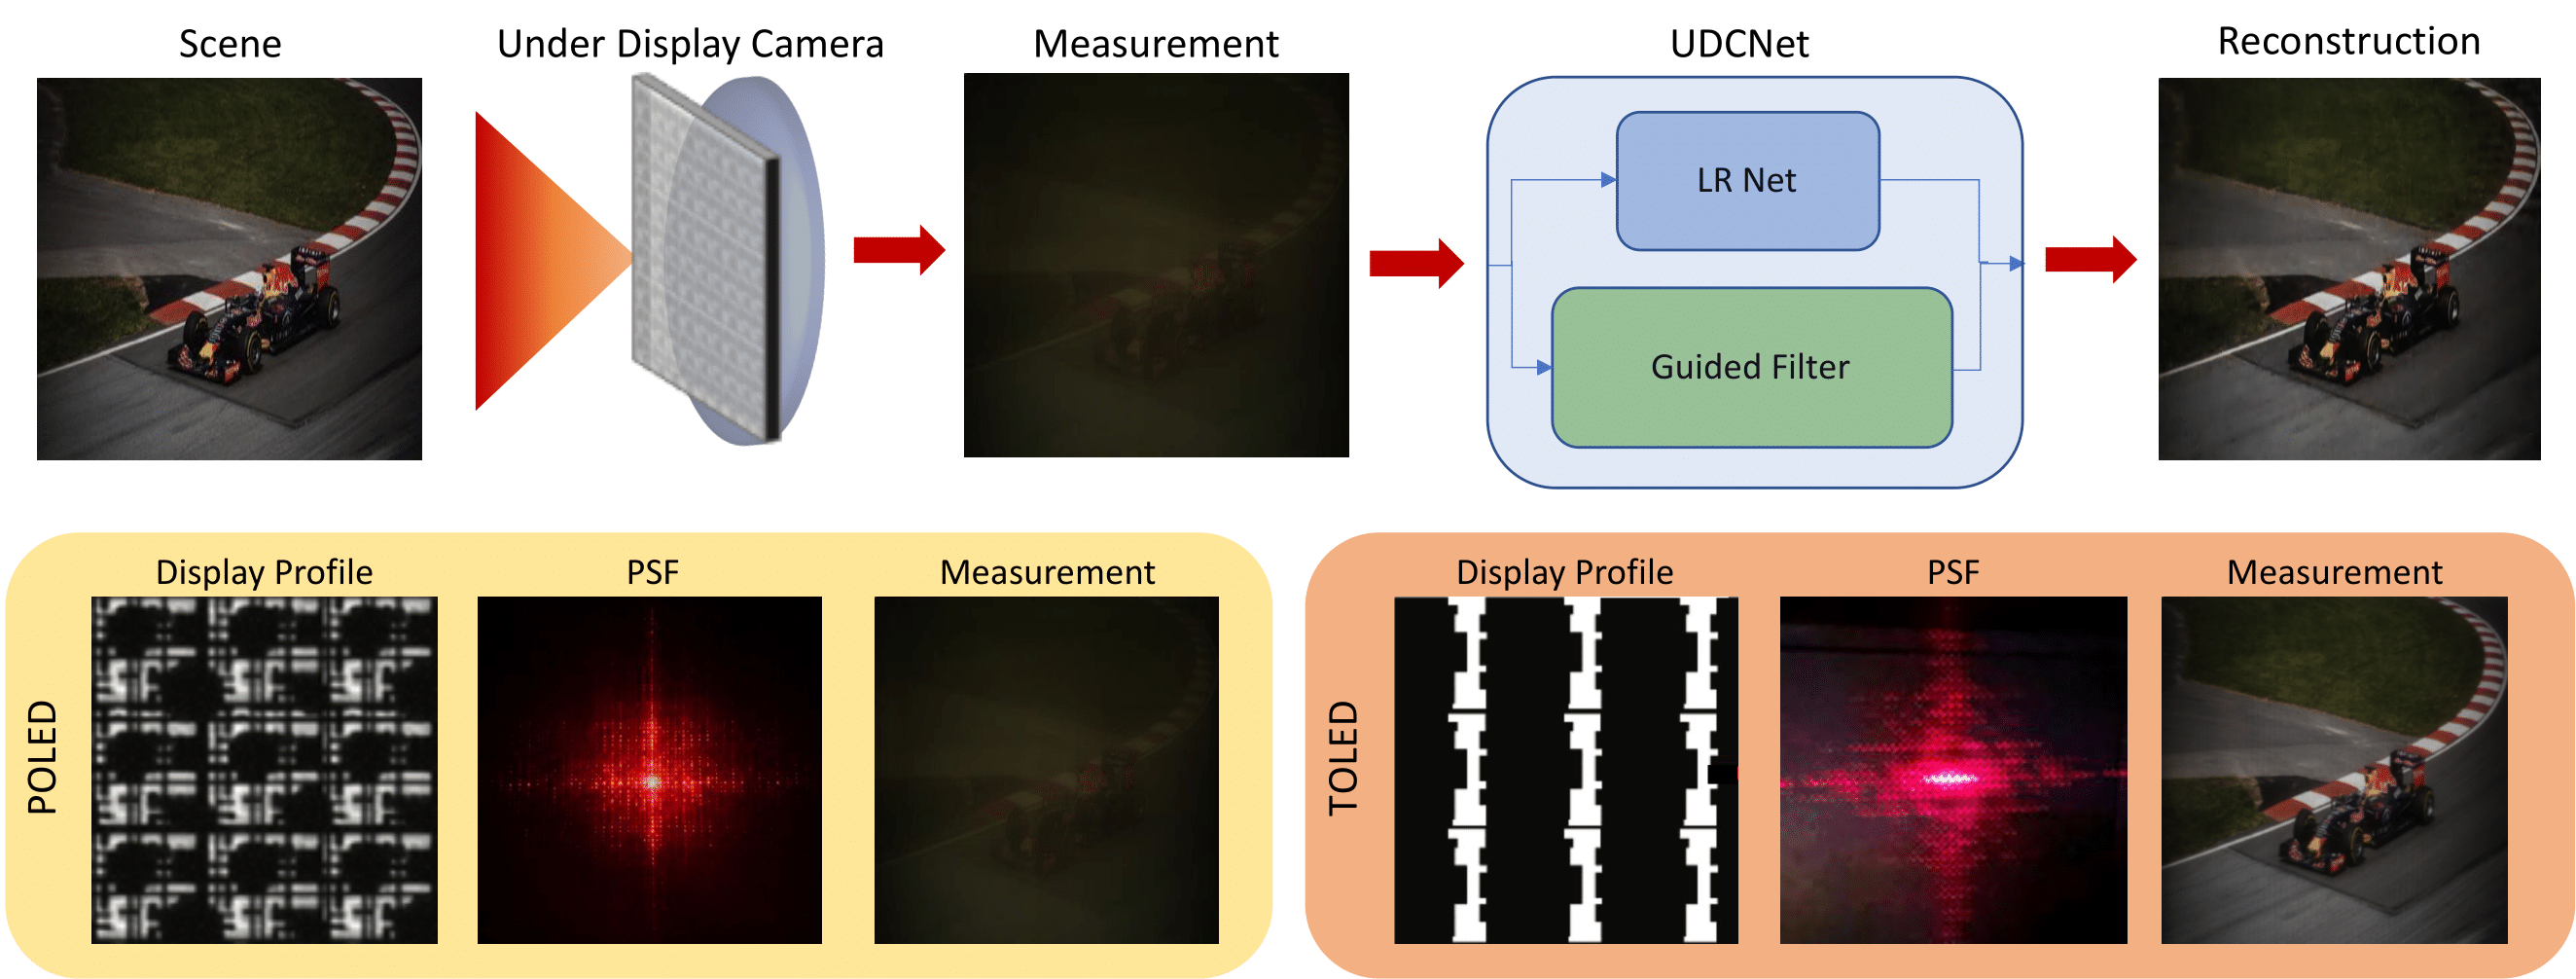 Scene
Under Display Camera
Measurement
UDCNet
Reconstruction
LR Net
Guided Filter
POLED
Display Profile
PSF
Measurement
TOLED
Display Profile
PSF
Measurement